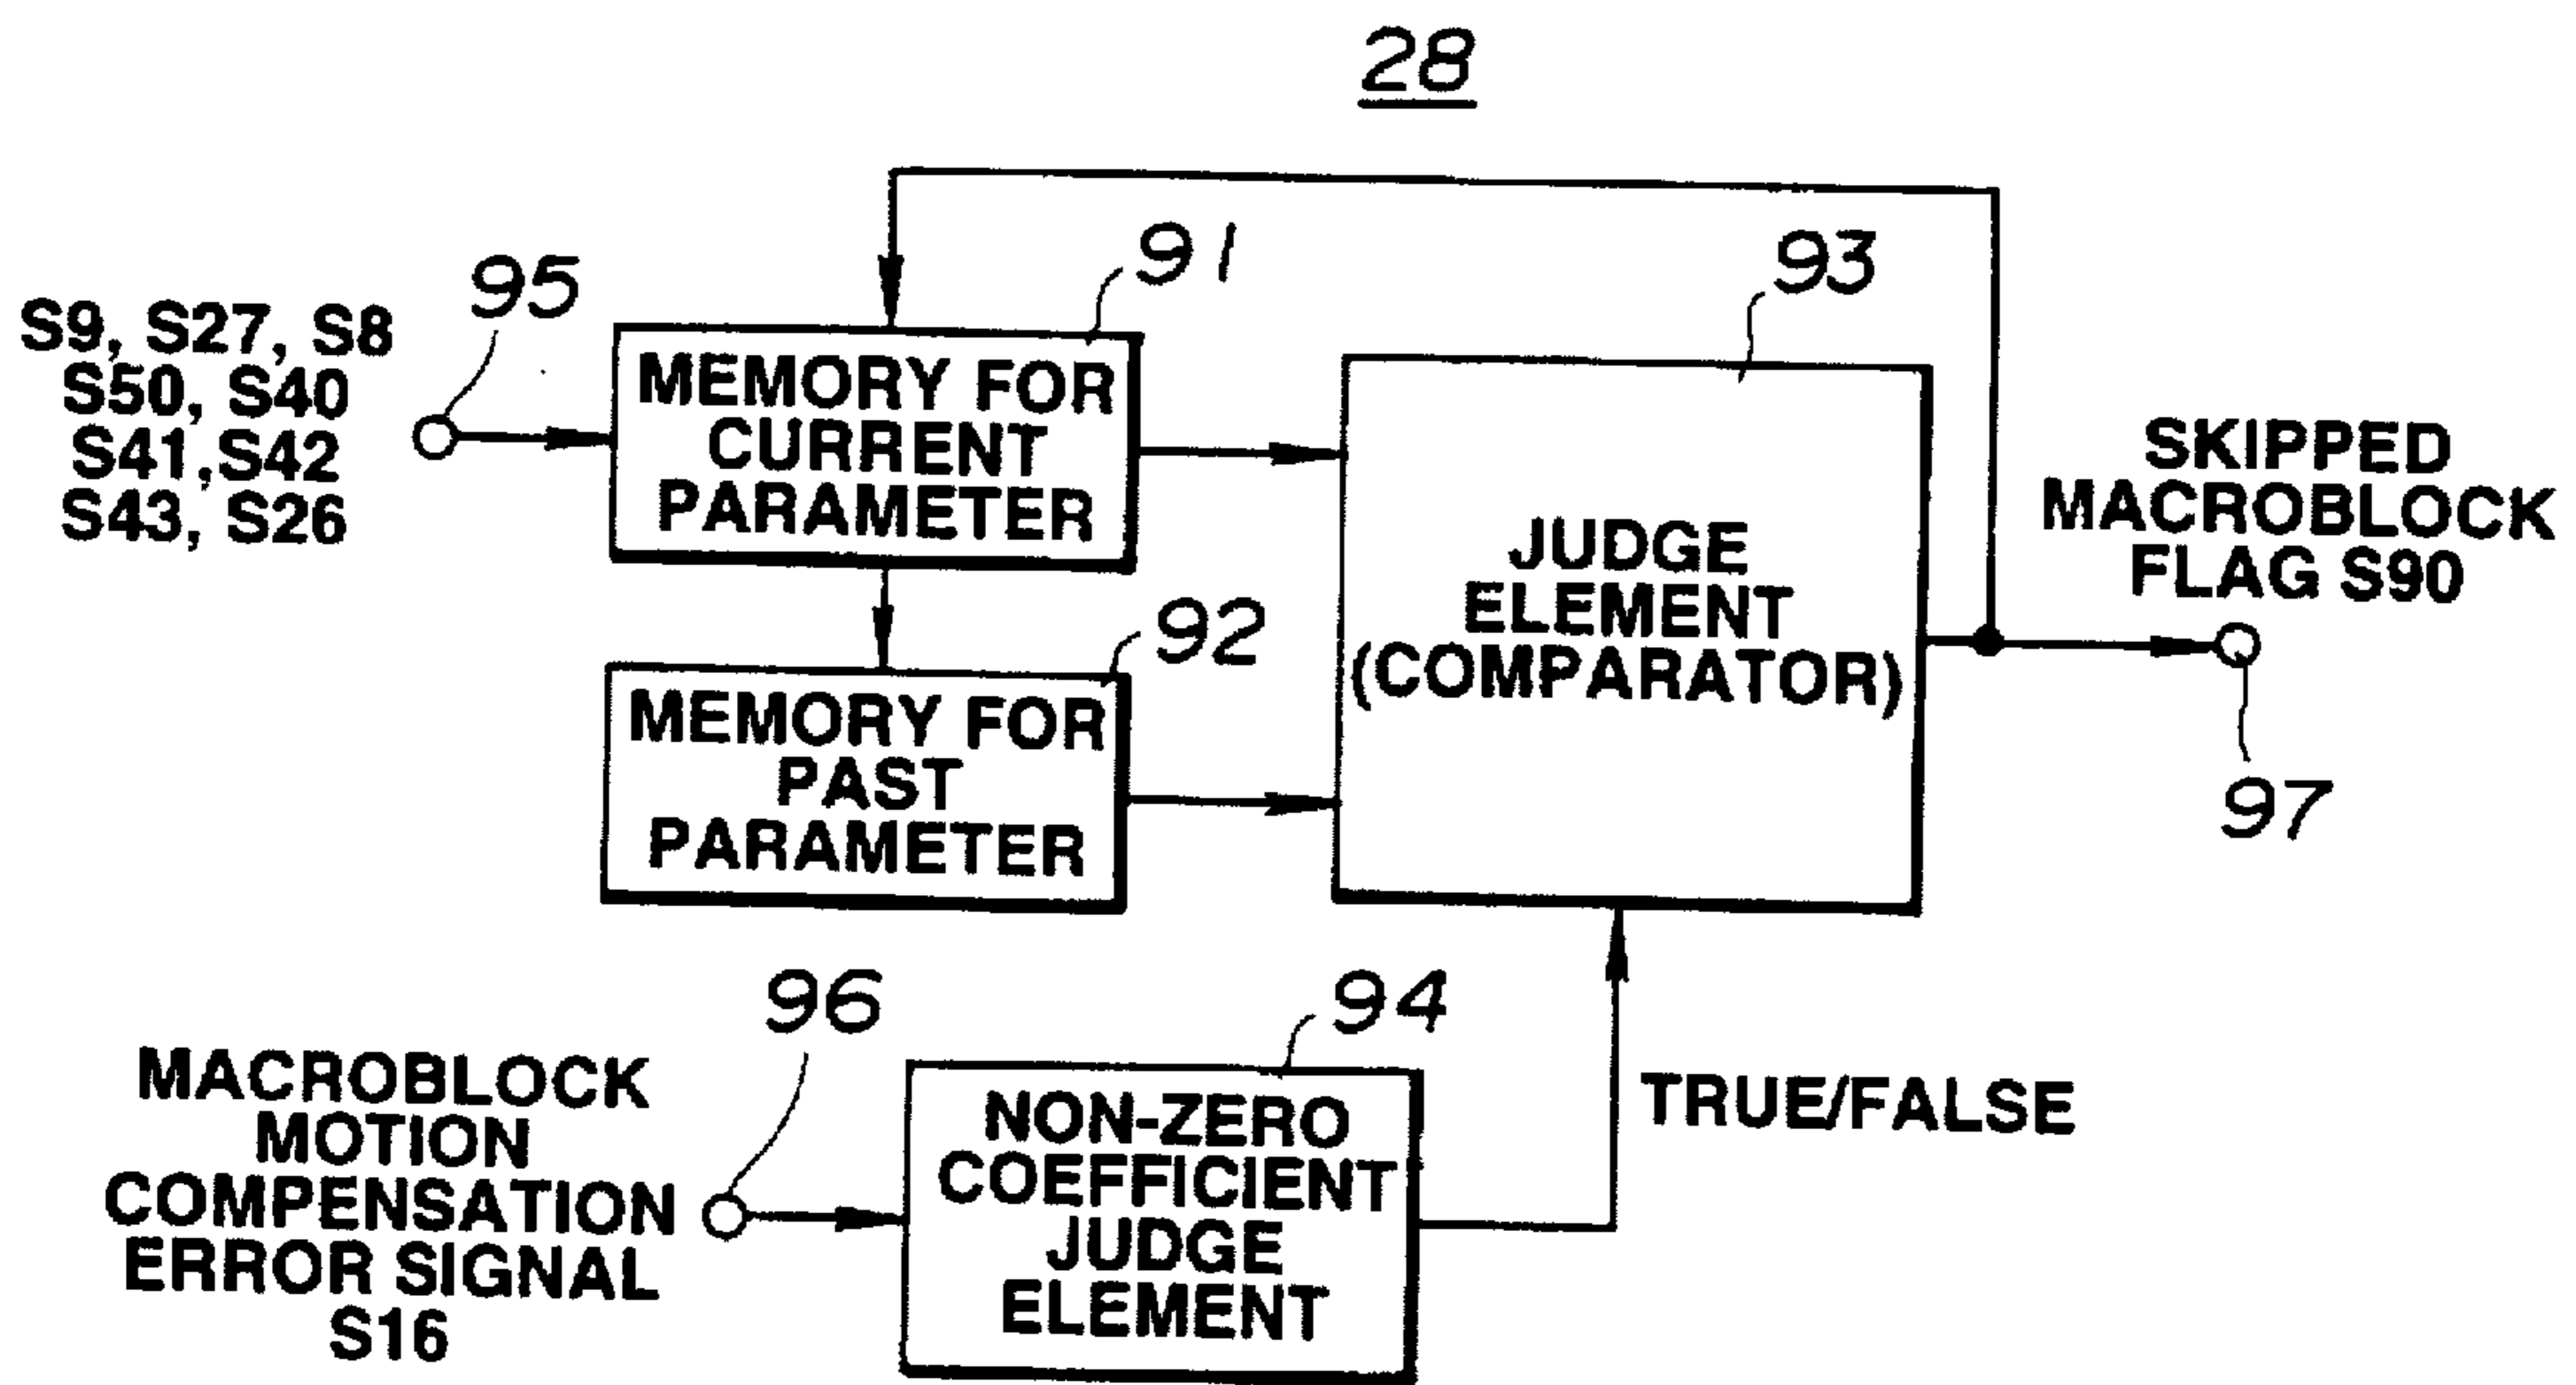 28
95
S9, S27, S8
S50, S40
S41,S42
S43, S26
91
MEMORY FOR
CURRENT
PARAMETER
93
JUDGE
ELEMENT
(COMPARATOR)
SKIPPED
MACROBLOCK
FLAG S90
97
92
MEMORY FOR
PAST
PARAMETER
96
MACROBLOCK
MOTION
COMPENSATION
ERROR SIGNAL
S16
94
NON-ZERO
COEFFICIENT
JUDGE
ELEMENT
TRUE/FALSE